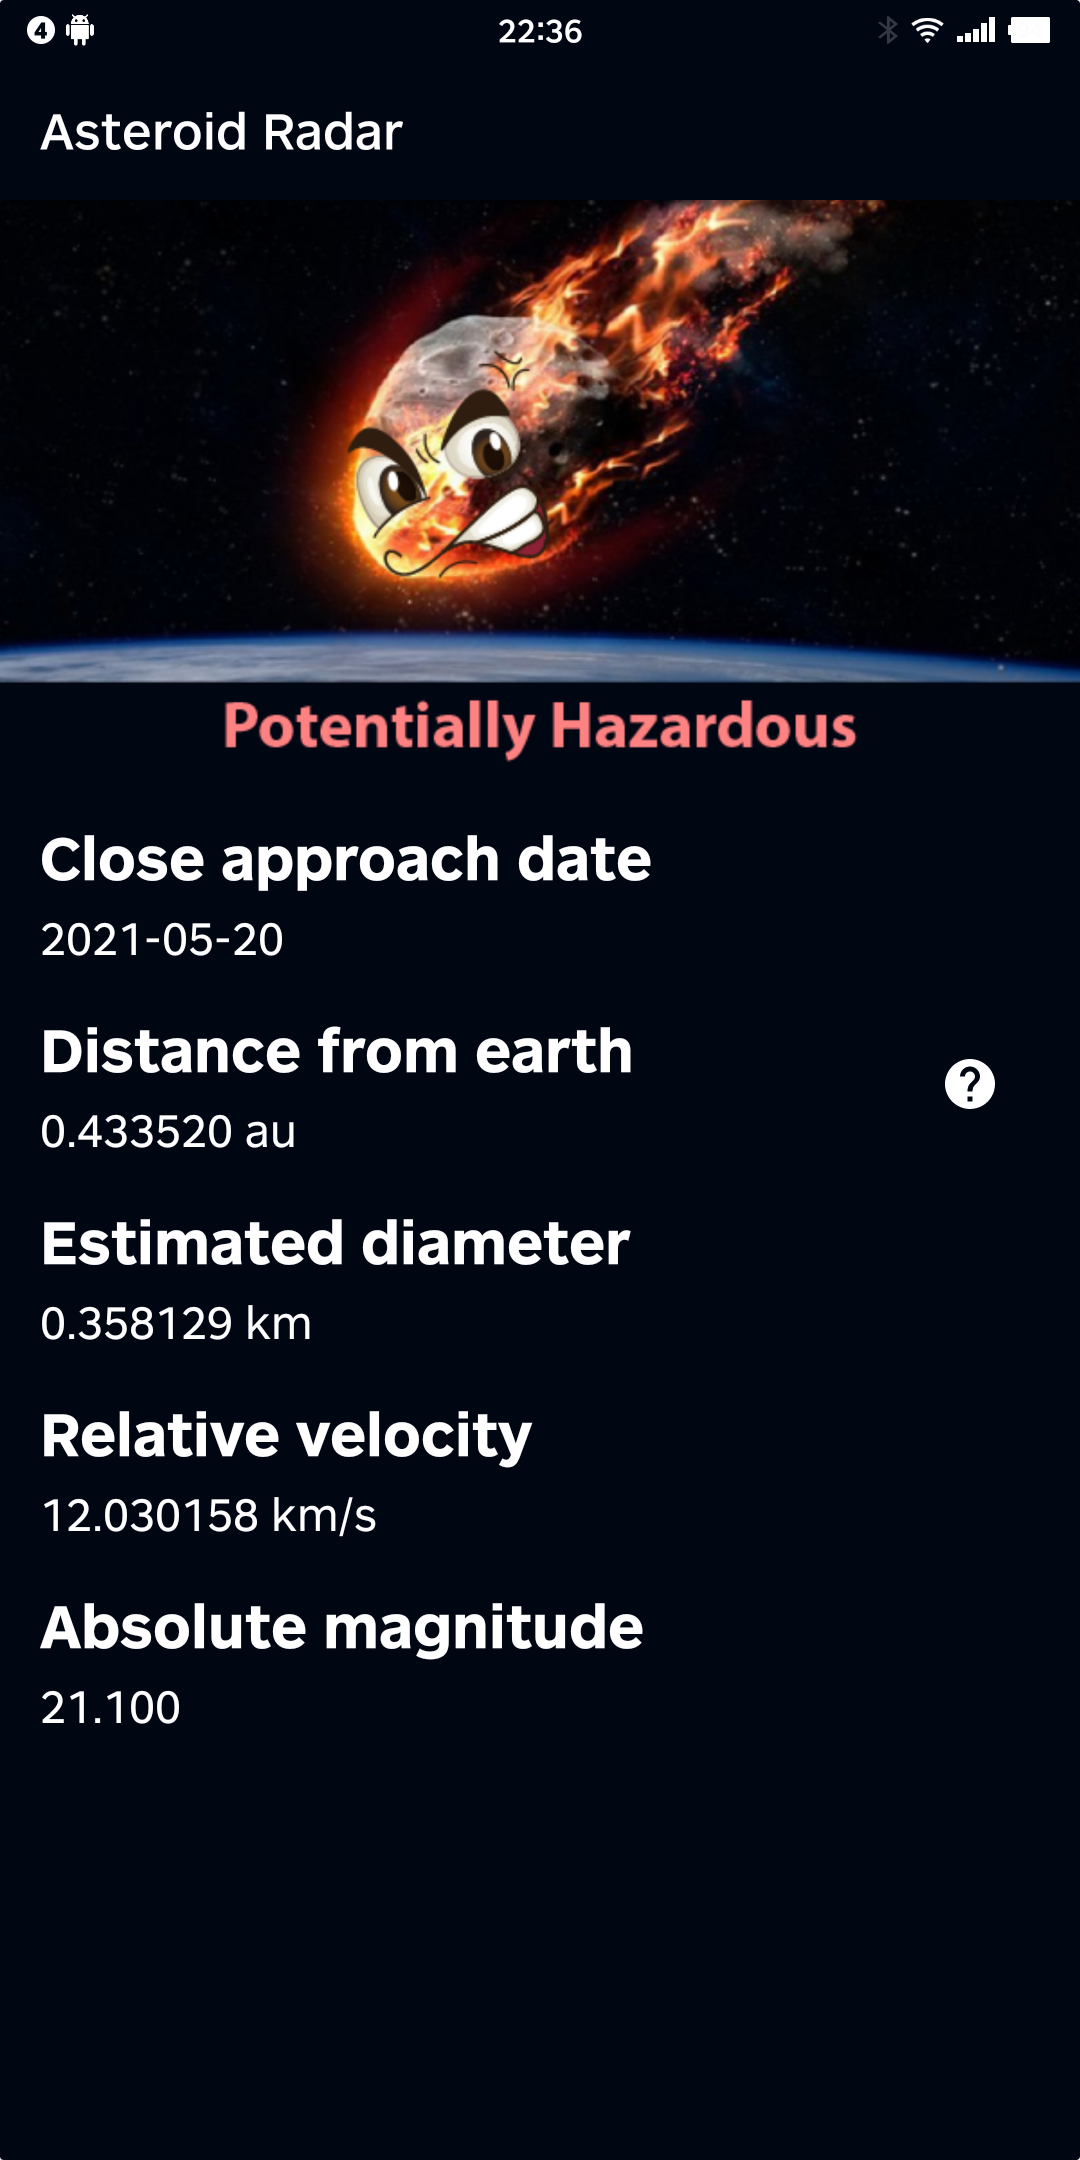 4
22:36
Asteroid Radar
Potentially Hazardous
Close approach date
2021-05-20
Distance from earth
?
0.433520 au
Estimated diameter
0.358129 km
Relative velocity
12.030158 km/s
Absolute magnitude
21.100